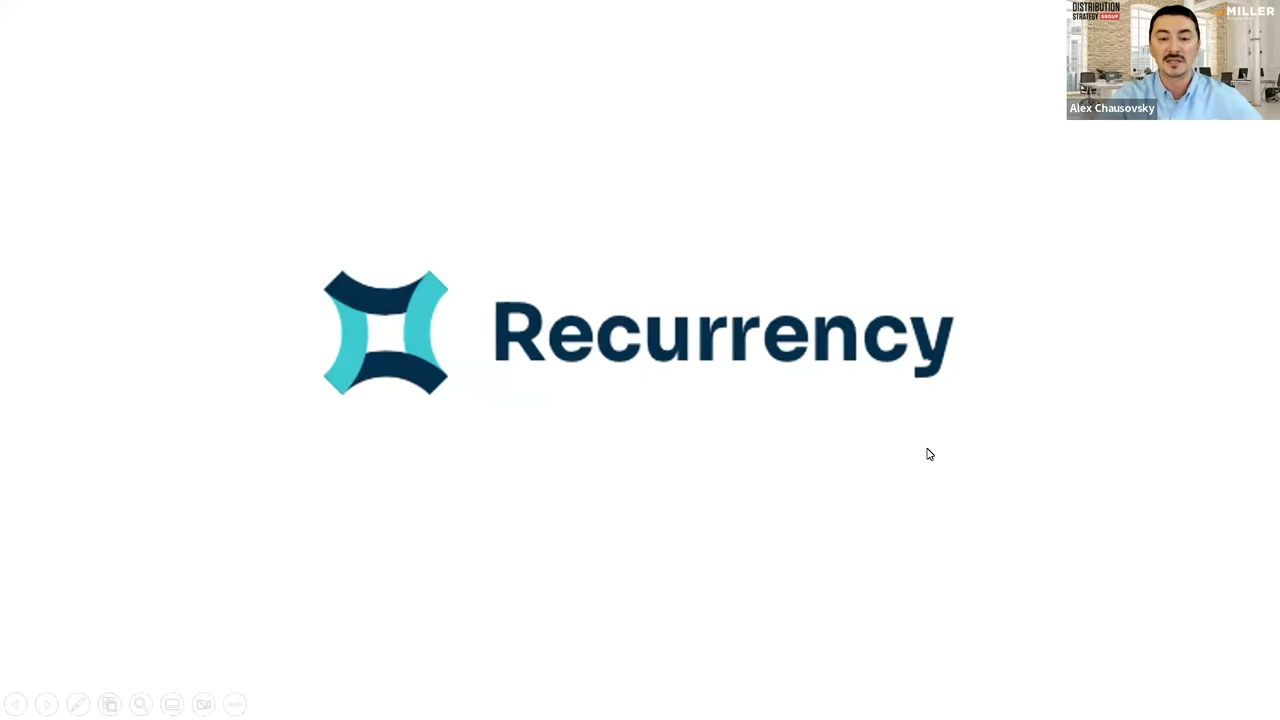 DISTRIBUTION
STRATEGY GROUP
MILLER
Alex Chausovsky
Recurrency